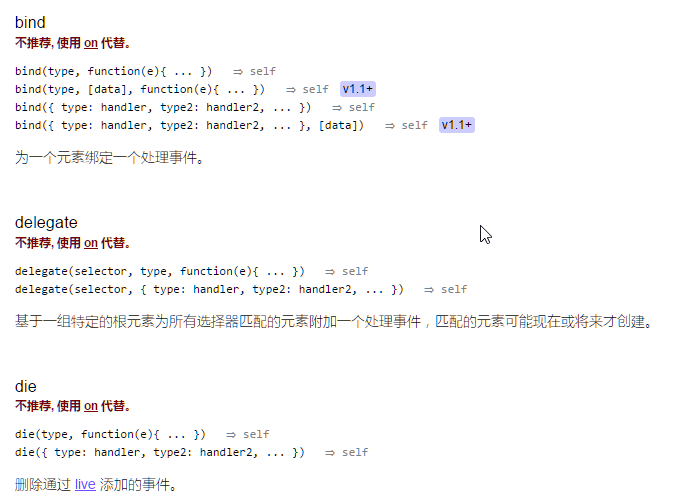 bind
不推荐, 使用 on 代替。
bind(type, function(e){ ... })   ⇒ self
bind(type, [data], function(e){ ... })   ⇒ self   v1.1+
bind({ type: handler, type2: handler2, ... })   ⇒ self
bind({ type: handler, type2: handler2, ... }, [data])   ⇒ self   v1.1+
为一个元素绑定一个处理事件。
delegate
不推荐, 使用 on 代替。
delegate(selector, type, function(e){ ... })   ⇒ self
delegate(selector, { type: handler, type2: handler2, ... })   ⇒ self
基于一组特定的根元素为所有选择器匹配的元素附加一个处理事件，匹配的元素可能现在或将来才创建。
die
不推荐, 使用 on 代替。
die(type, function(e){ ... })   ⇒ self
die({ type: handler, type2: handler2, ... })   ⇒ self
删除通过 live 添加的事件。